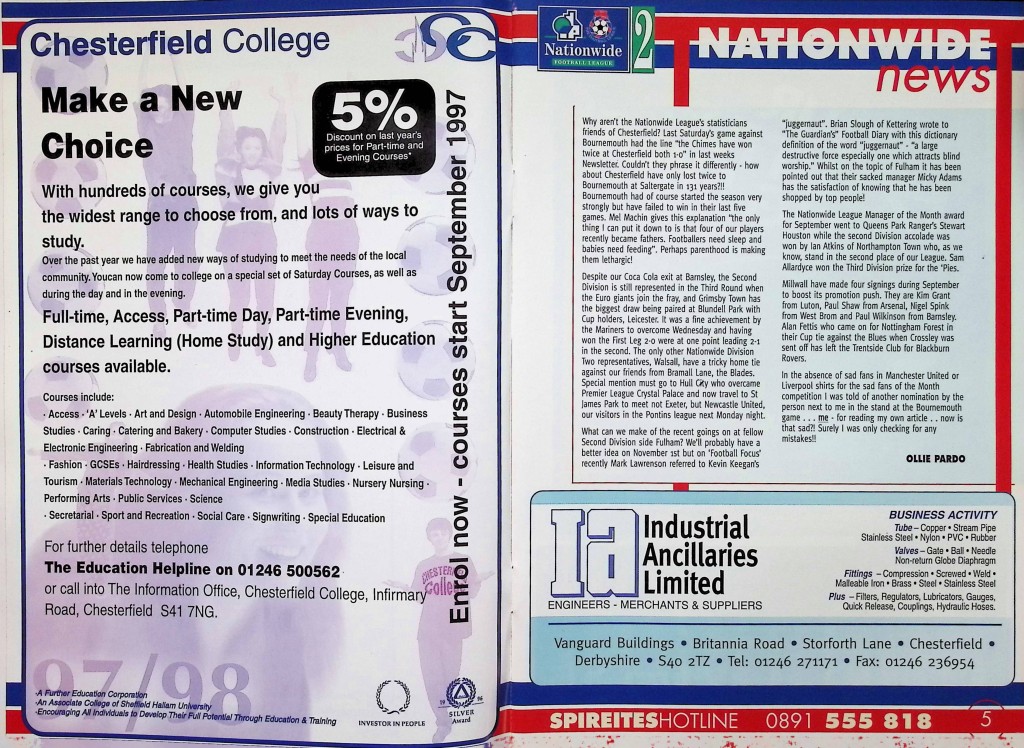 Chesterfield College
Make a New
Choice
5%
Discount on last year's
prices for Part-time and
Evening Courses*
With hundreds of courses, we give you
the widest range to choose from, and lots of ways to
study.
Over the past year we have added new ways of studying to meet the needs of the local
community.Youcan now come to college on a special set of Saturday Courses, as well as
during the day and in the evening.
Full-time, Access, Part-time Day, Part-time Evening,
Distance Learning (Home Study) and Higher Education
courses available.
Courses include:
· Access · 'A' Levels · Art and Design · Automobile Engineering · Beauty Therapy · Business
Studies · Caring · Catering and Bakery · Computer Studies · Construction · Electrical &
Electronic Engineering · Fabrication and Welding
· Fashion · GCSEs · Hairdressing · Health Studies · Information Technology · Leisure and
Tourism · Materials Technology · Mechanical Engineering · Media Studies · Nursery Nursing ·
Performing Arts · Public Services · Science
· Secretarial · Sport and Recreation · Social Care · Signwriting · Special Education
For further details telephone
The Education Helpline on 01246 500562
or call into The Information Office, Chesterfield College, Infirmary
Road, Chesterfield S41 7NG.
Enrol now - courses start September 1997
CHESTERFIELD
College
97/98
·A Further Education Corporation
·An Associate College of Sheffield Hallam University
·Encouraging All Individuals to Develop Their Full Potential Through Education & Training
INVESTOR IN PEOPLE
19 96
SILVER
Award
Nationwide
FOOTBALL LEAGUE
2
NATIONWIDE
news
Why aren't the Nationwide League's statisticians
friends of Chesterfield? Last Saturday's game against
Bournemouth had the line "the Chimes have won
twice at Chesterfield both 1-0" in last weeks
Newsletter. Couldn't they phrase it differently - how
about Chesterfield have only lost twice to
Bournemouth at Saltergate in 131 years?!!
Bournemouth had of course started the season very
strongly but have failed to win in their last five
games. Mel Machin gives this explanation "the only
thing I can put it down to is that four of our players
recently became fathers. Footballers need sleep and
babies need feeding". Perhaps parenthood is making
them lethargic!
Despite our Coca Cola exit at Barnsley, the Second
Division is still represented in the Third Round when
the Euro giants join the fray, and Grimsby Town has
the biggest draw being paired at Blundell Park with
Cup holders, Leicester. It was a fine achievement by
the Mariners to overcome Wednesday and having
won the First Leg 2-0 were at one point leading 2-1
in the second. The only other Nationwide Division
Two representatives, Walsall, have a tricky home tie
against our friends from Bramall Lane, the Blades.
Special mention must go to Hull City who overcame
Premier League Crystal Palace and now travel to St
James Park to meet not Exeter, but Newcastle United,
our visitors in the Pontins league next Monday night.
What can we make of the recent goings on at fellow
Second Division side Fulham? We'll probably have a
better idea on November 1st but on 'Football Focus'
recently Mark Lawrenson referred to Kevin Keegan's
"juggernaut". Brian Slough of Kettering wrote to
"The Guardian's" Football Diary with this dictionary
definition of the word "juggernaut" - "a large
destructive force especially one which attracts blind
worship." Whilst on the topic of Fulham it has been
pointed out that their sacked manager Micky Adams
has the satisfaction of knowing that he has been
shopped by top people!
The Nationwide League Manager of the Month award
for September went to Queens Park Ranger's Stewart
Houston while the second Division accolade was
won by Ian Atkins of Northampton Town who, as we
know, stand in the second place of our League. Sam
Allardyce won the Third Division prize for the 'Pies.
Millwall have made four signings during September
to boost its promotion push. They are Kim Grant
from Luton, Paul Shaw from Arsenal, Nigel Spink
from West Brom and Paul Wilkinson from Barnsley.
Alan Fettis who came on for Nottingham Forest in
their Cup tie against the Blues when Crossley was
sent off has left the Trentside Club for Blackburn
Rovers.
In the absence of sad fans in Manchester United or
Liverpool shirts for the sad fans of the Month
competition I was told of another nomination by the
person next to me in the stand at the Bournemouth
game . . . me - for reading my own article . . now is
that sad?! Surely I was only checking for any
mistakes!!
OLLIE PARDO
Ia
Industrial
Ancillaries
Limited
ENGINEERS - MERCHANTS & SUPPLIERS
BUSINESS ACTIVITY
Tube – Copper • Stream Pipe
Stainless Steel • Nylon • PVC • Rubber
Valves – Gate • Ball • Needle
Non-return Globe Diaphragm
Fittings – Compression • Screwed • Weld •
Malleable Iron • Brass • Steel • Stainless Steel
Plus – Filters, Regulators, Lubricators, Gauges,
Quick Release, Couplings, Hydraulic Hoses.
Vanguard Buildings • Britannia Road • Storforth Lane • Chesterfield •
Derbyshire • S40 2TZ • Tel: 01246 271171 • Fax: 01246 236954
SPIREITESHOTLINE 0891 555 818
5